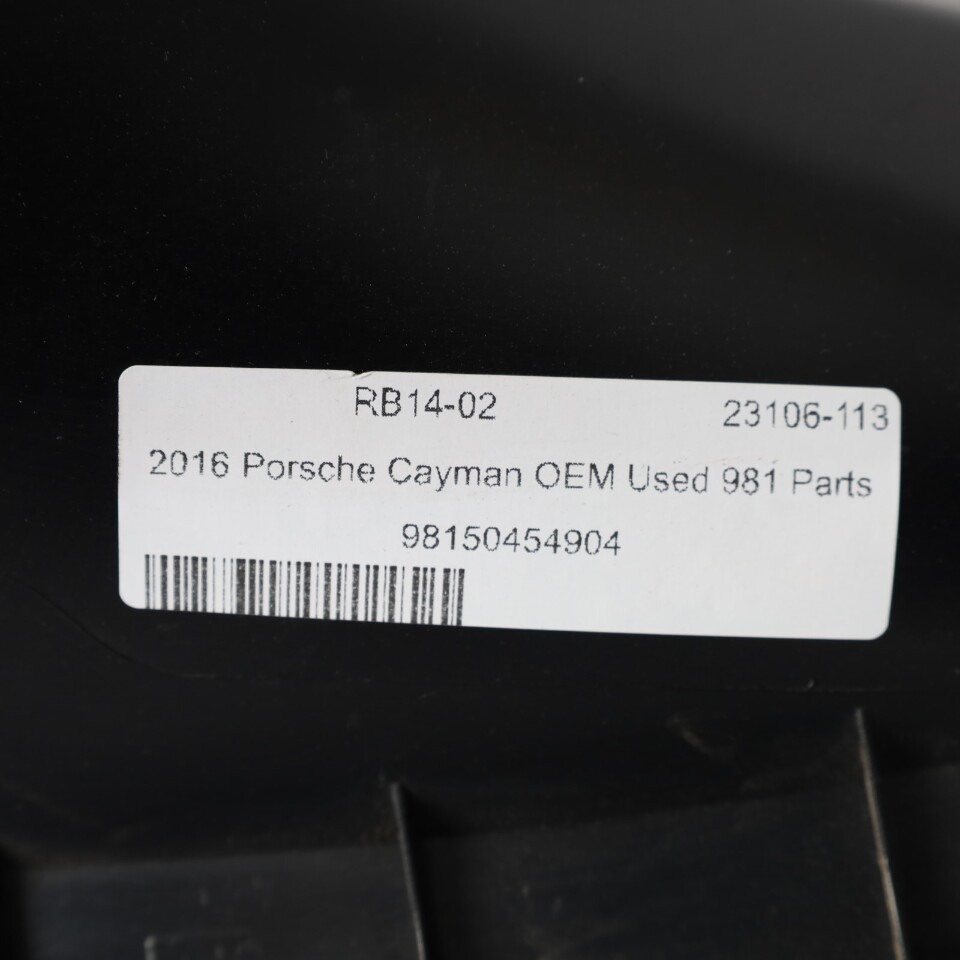 RB14-02 23106-113
2016 Porsche Cayman OEM Used 981 Parts
98150454904